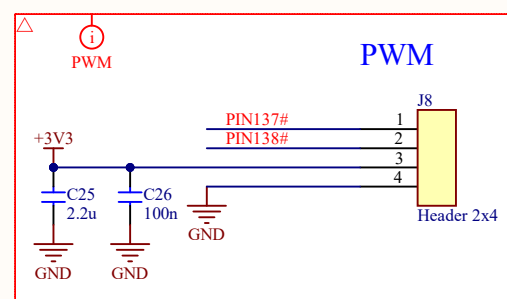 i
PWM
PWM
J8
PIN137#
1
PIN138#
2
+3V3
3
4
C25
2.2u
C26
100n
GND
Header 2x4
GND
GND